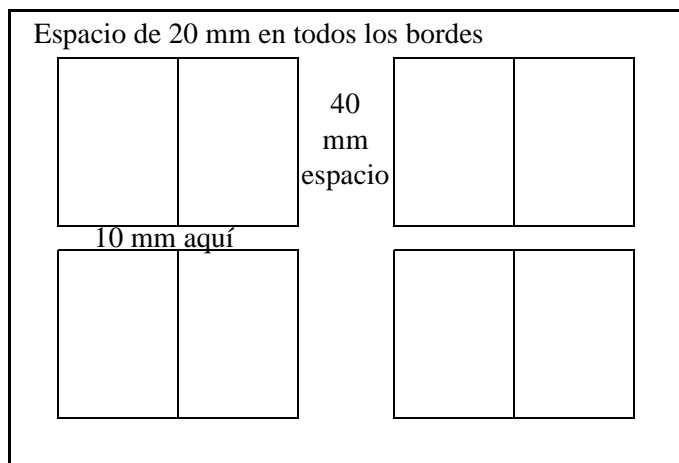 Espacio de 20 mm en todos los bordes
40
mm
espacio
10 mm aquí